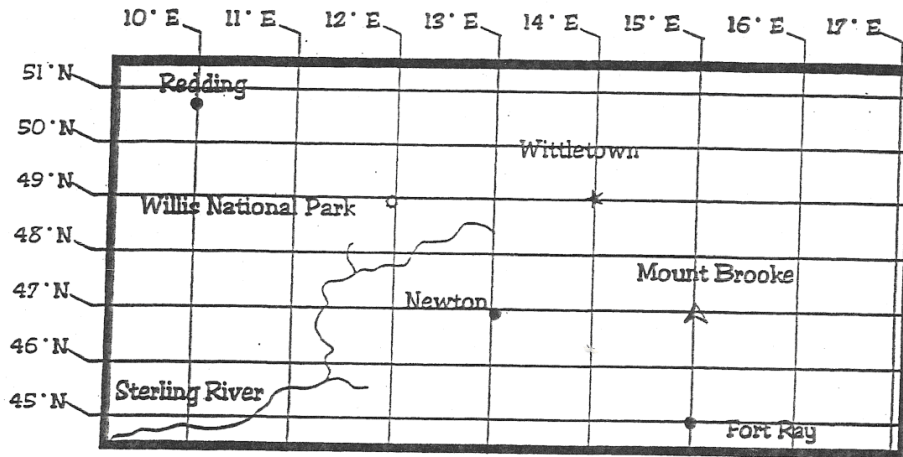 10° E 11° E 12° E 13° E 14° E 15° E 16° E 17° E
51° N
Redding
50° N
Wittletown
49° N
Willis National Park
48° N
Mount Brooke
47° N
Newton
46° N
Sterling River
45° N
Fort Ray